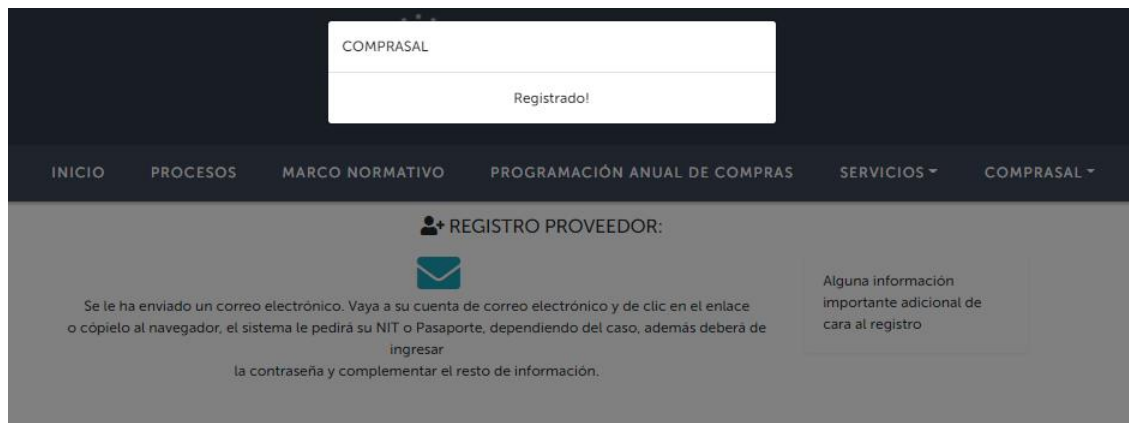 COMPRASAL
Registrado!
INICIO PROCESOS MARCO NORMATIVO PROGRAMACIÓN ANUAL DE COMPRAS SERVICIOS COMPRASAL
REGISTRO PROVEEDOR:
Se le ha enviado un correo electrónico. Vaya a su cuenta de correo electrónico y de clic en el enlace
o cópielo al navegador, el sistema le pedirá su NIT o Pasaporte, dependiendo del caso, además deberá de
ingresar
la contraseña y complementar el resto de información.
Alguna información
importante adicional de
cara al registro